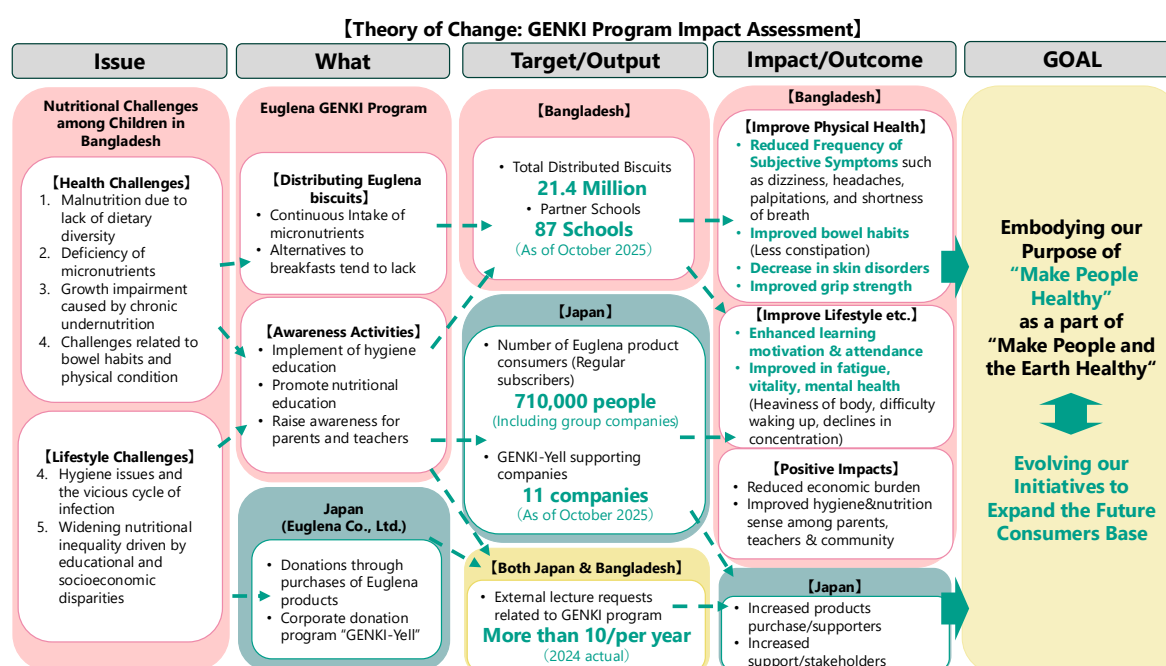 【Theory of Change: GENKI Program Impact Assessment】
Issue
What
Target/Output
Impact/Outcome
GOAL
Nutritional Challenges
among Children in
Bangladesh
【Health Challenges】
1. Malnutrition due to
lack of dietary
diversity
2. Deficiency of
micronutrients
3. Growth impairment
caused by chronic
undernutrition
4. Challenges related to
bowel habits and
physical condition
【Lifestyle Challenges】
4. Hygiene issues and
the vicious cycle of
infection
5. Widening nutritional
inequality driven by
educational and
socioeconomic
disparities
Euglena GENKI Program
【Distributing Euglena
biscuits】
• Continuous Intake of
micronutrients
• Alternatives to
breakfasts tend to lack
【Awareness Activities】
• Implement of hygiene
education
• Promote nutritional
education
• Raise awareness for
parents and teachers
Japan
(Euglena Co., Ltd.)
• Donations through
purchases of Euglena
products
• Corporate donation
program “GENKI-Yell”
【Bangladesh】
• Total Distributed Biscuits
21.4 Million
• Partner Schools
87 Schools
(As of October 2025)
【Japan】
• Number of Euglena product
consumers (Regular
subscribers)
710,000 people
(Including group companies)
• GENKI-Yell supporting
companies
11 companies
(As of October 2025)
【Both Japan & Bangladesh】
• External lecture requests
related to GENKI program
More than 10/per year
(2024 actual)
【Bangladesh】
【Improve Physical Health】
• Reduced Frequency of
Subjective Symptoms such
as dizziness, headaches,
palpitations, and shortness
of breath
• Improved bowel habits
(Less constipation)
• Decrease in skin disorders
• Improved grip strength
【Improve Lifestyle etc.】
• Enhanced learning
motivation & attendance
• Improved in fatigue,
vitality, mental health
(Heaviness of body, difficulty
waking up, declines in
concentration)
【Positive Impacts】
• Reduced economic burden
• Improved hygiene&nutrition
sense among parents,
teachers & community
【Japan】
• Increased products
purchase/supporters
• Increased
support/stakeholders
Embodying our
Purpose of
“Make People
Healthy”
as a part of
“Make People and
the Earth Healthy“
Evolving our
Initiatives to
Expand the Future
Consumers Base